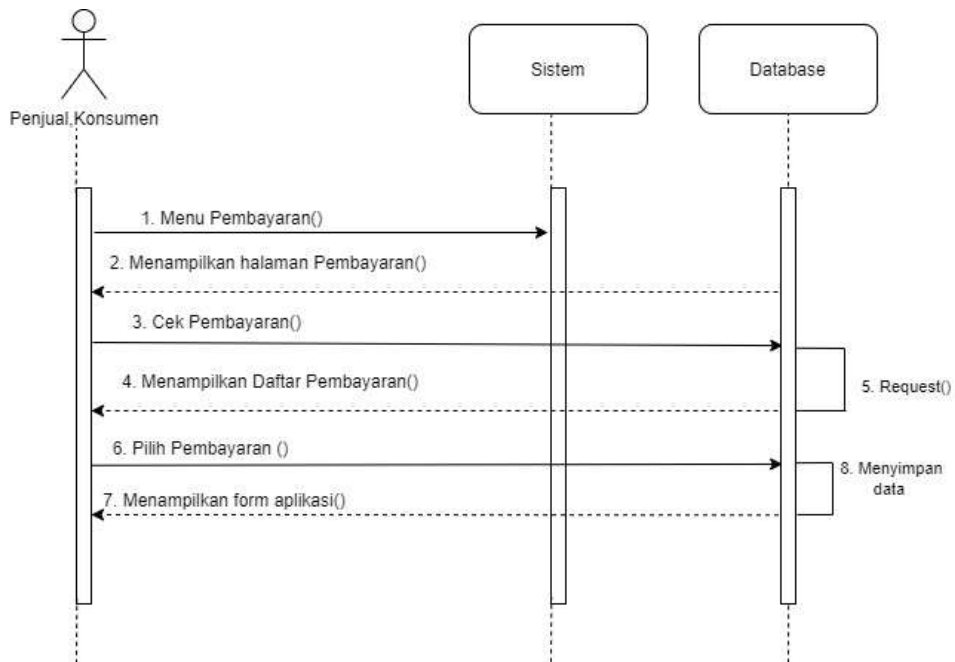 Sistem
Database
Penjual,Konsumen
1. Menu Pembayaran()
2. Menampilkan halaman Pembayaran()
3. Cek Pembayaran()
4. Menampilkan Daftar Pembayaran()
5. Request()
6. Pilih Pembayaran ()
8. Menyimpan
data
7. Menampilkan form aplikasi()